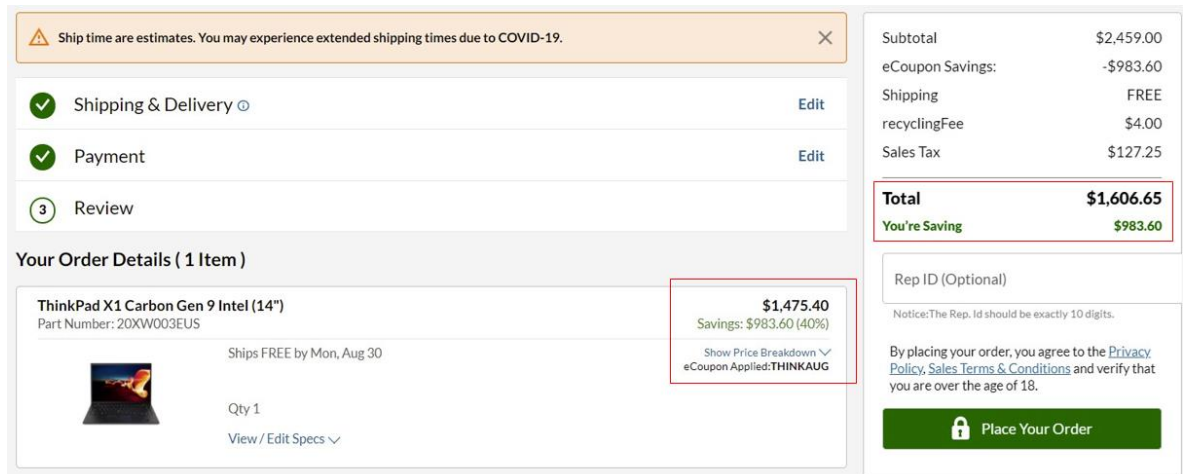 Ship time are estimates. You may experience extended shipping times due to COVID-19.
Shipping & Delivery
Edit
Payment
Edit
3 Review
Your Order Details ( 1 Item )
ThinkPad X1 Carbon Gen 9 Intel (14")
$1,475.40
Part Number: 20XW003EUS
Savings: $983.60 (40%)
Ships FREE by Mon, Aug 30
Show Price Breakdown
eCoupon Applied:THINKAUG
Qty 1
View / Edit Specs
Subtotal $2,459.00
eCoupon Savings: -$983.60
Shipping FREE
recyclingFee $4.00
Sales Tax $127.25
Total $1,606.65
You're Saving $983.60
Rep ID (Optional)
Notice:The Rep. Id should be exactly 10 digits.
By placing your order, you agree to the Privacy
Policy, Sales Terms & Conditions and verify that
you are over the age of 18.
Place Your Order